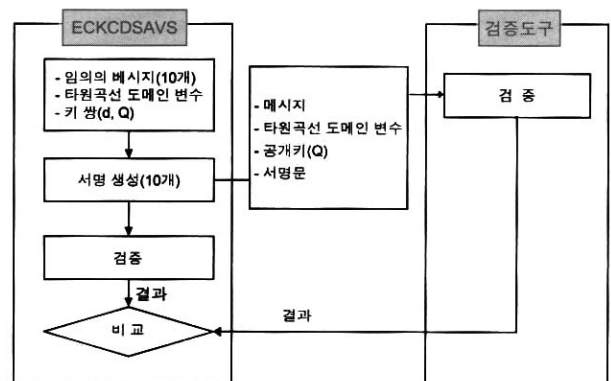 ECKCDSAVS
- 임의의 베시지(10개)
- 타원곡선 도메인 변수
- 키 쌍(d, Q)
서명 생성(10개)
검증
결과
비 교
- 메시지
- 타원곡선 도메인 변수
- 공개키(Q)
- 서명문
검증도구
검 증
결과